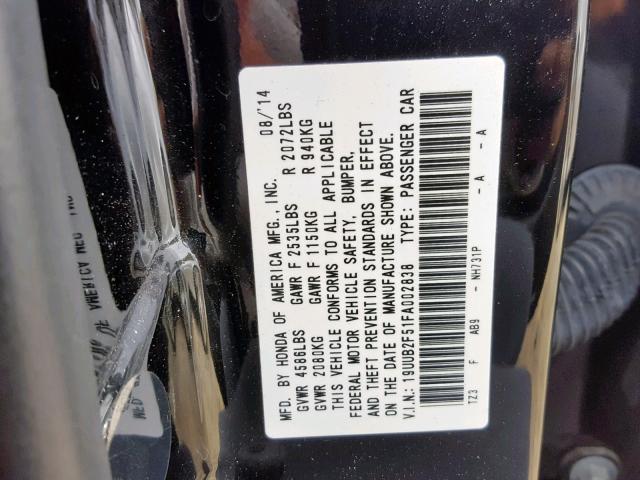 MFD. BY HONDA OF AMERICA MFG., INC. 08/'14
GVWR 4586LBS GAWR F 2535LBS R 2072LBS
GVWR 2080KG GAWR F 1150KG R 940KG
THIS VEHICLE CONFORMS TO ALL APPLICABLE
FEDERAL MOTOR VEHICLE SAFETY, BUMPER,
AND THEFT PREVENTION STANDARDS IN EFFECT
ON THE DATE OF MANUFACTURE SHOWN ABOVE.
V.I.N.: 19UUB2F51FA002838 TYPE: PASSENGER CAR
TZ3 F AB9 - NH731P - A - A